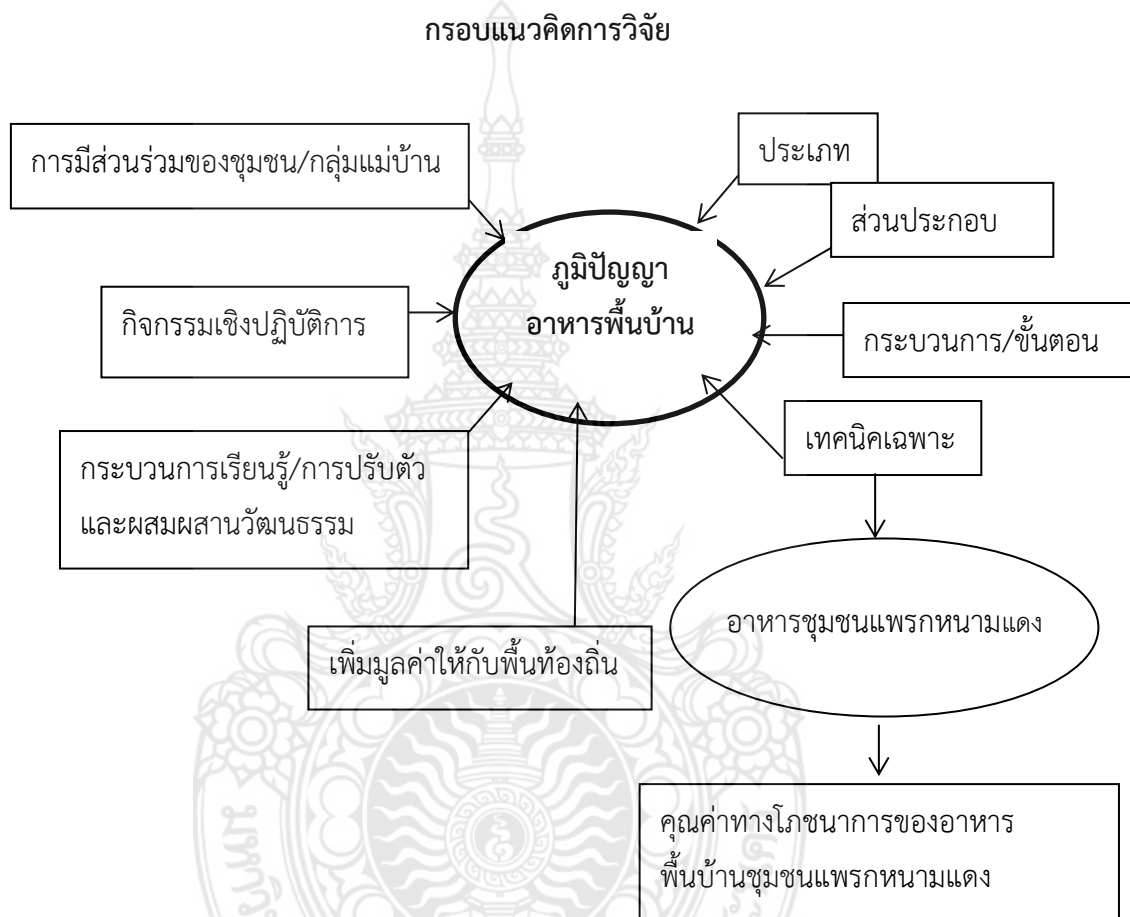 กรอบแนวคิดการวิจัย
การมีส่วนร่วมของชุมชน/กลุ่มแม่บ้าน
ประเภท
ส่วนประกอบ
ภูมิปัญญา
อาหารพื้นบ้าน
กิจกรรมเชิงปฏิบัติการ
กระบวนการ/ขั้นตอน
เทคนิคเฉพาะ
กระบวนการเรียนรู้/การปรับตัว
และผสมผสานวัฒนธรรม
อาหารชุมชนแพรกหนามแดง
เพิ่มมูลค่าให้กับพื้นท้องถิ่น
คุณค่าทางโภชนาการของอาหาร
พื้นบ้านชุมชนแพรกหนามแดง